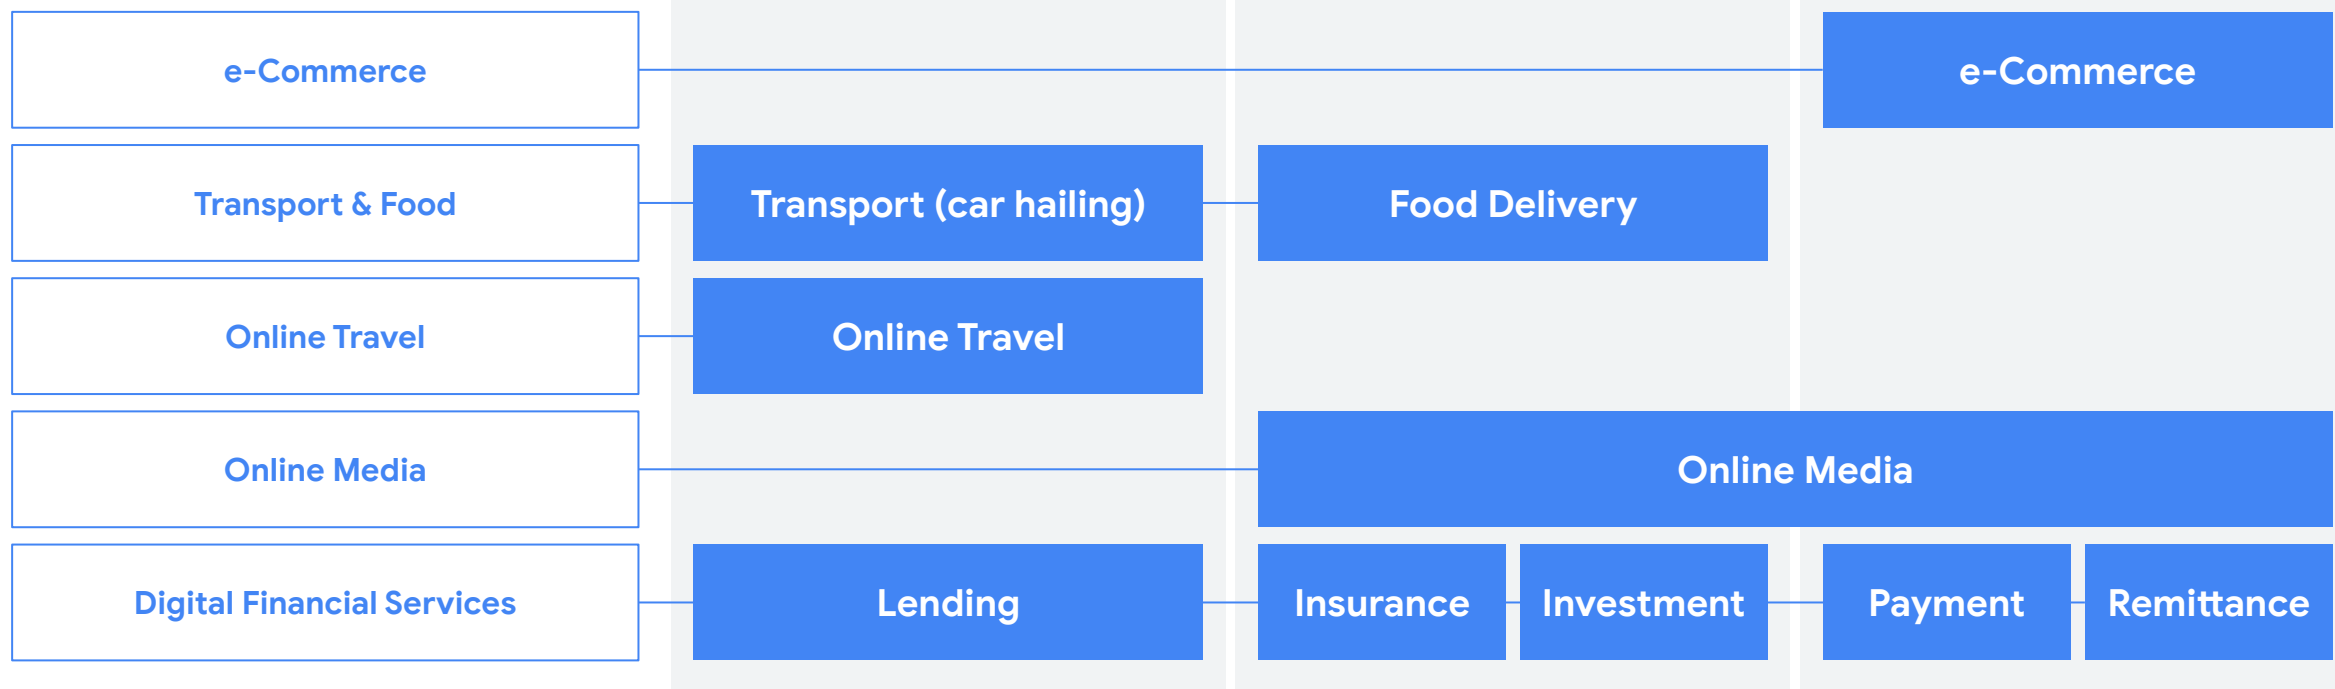 e-Commerce
e-Commerce
Transport & Food
Transport (car hailing)
Food Delivery
Online Travel
Online Travel
Online Media
Online Media
Digital Financial Services
Lending
Insurance
Investment
Payment
Remittance